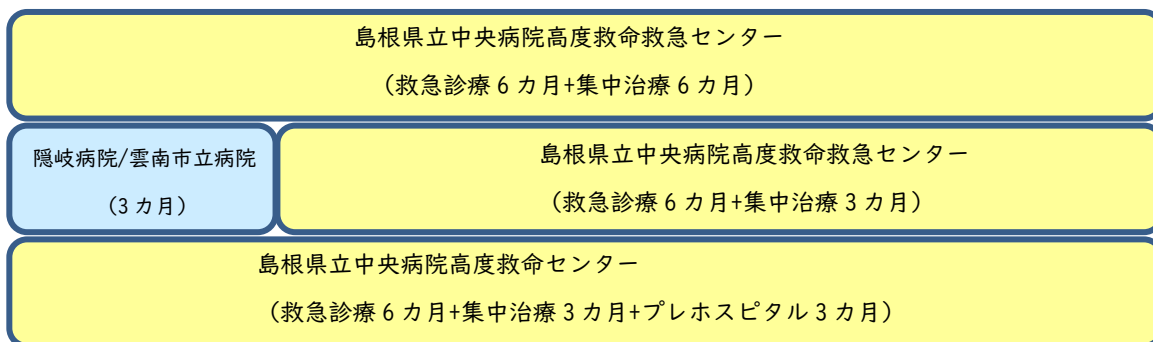 島根県立中央病院高度救命救急センター
（救急診療６カ月+集中治療６カ月）
隠岐病院/雲南市立病院
（３カ月）
島根県立中央病院高度救命救急センター
（救急診療６カ月+集中治療３カ月）
島根県立中央病院高度救命センター
（救急診療６カ月+集中治療３カ月+プレホスピタル３カ月）